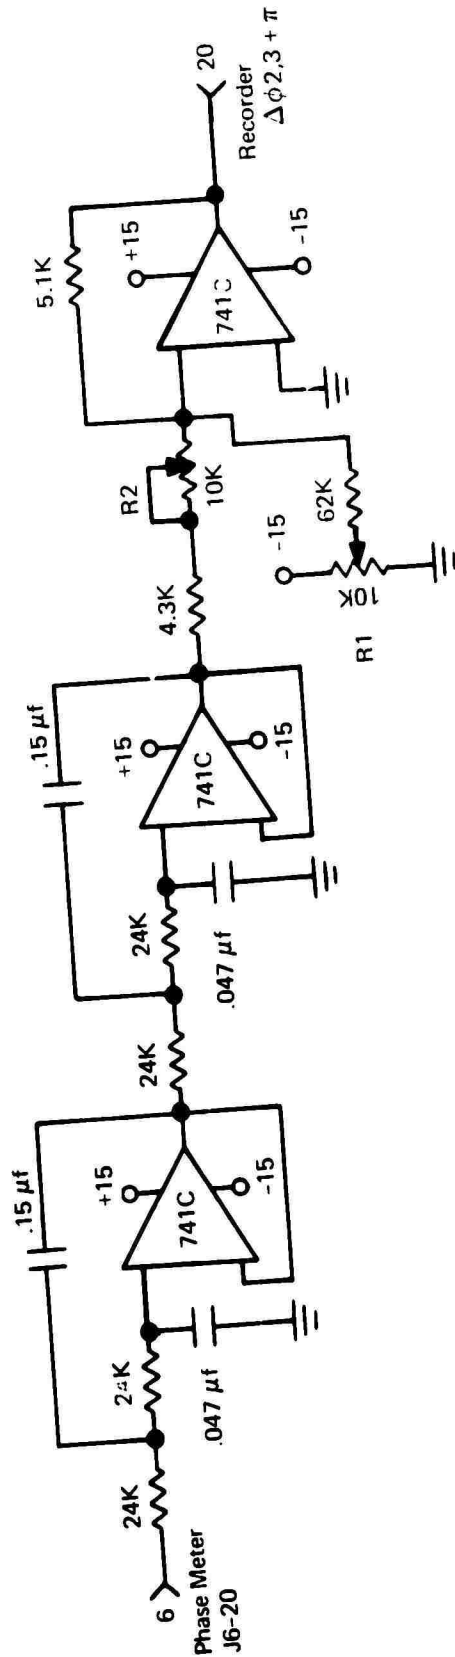 6
Phase Meter
J6-20
24K
24K
.15 μf
.047 μf
+15
741C
-15
24K
24K
.15 μf
.047 μf
+15
741C
-15
4.3K
R2
10K
5.1K
+15
741C
-15
-15
62K
10K
R1
20
Recorder
Δϕ2,3 + π